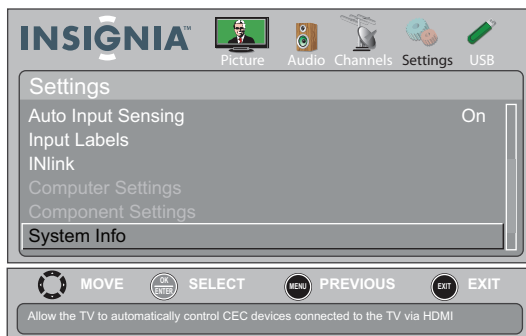 INSIGNIA™
Picture Audio Channels Settings USB
Settings
Auto Input Sensing On
Input Labels
INlink
Computer Settings
Component Settings
System Info
MOVE OK ENTER SELECT MENU PREVIOUS EXIT EXIT
Allow the TV to automatically control CEC devices connected to the TV via HDMI